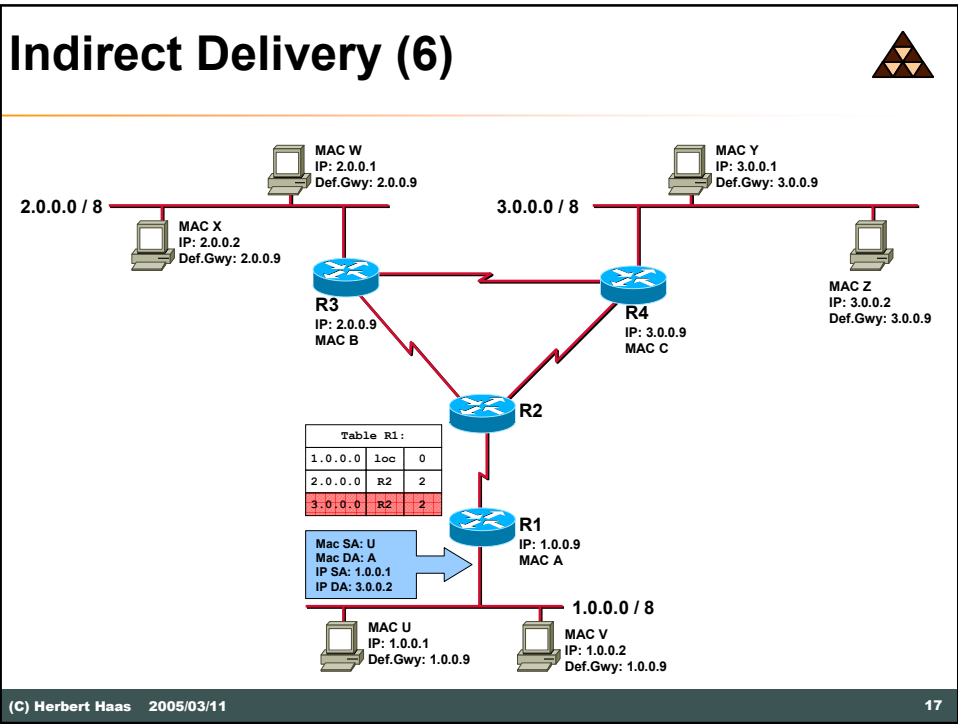 Indirect Delivery (6)
MAC W
IP: 2.0.0.1
Def.Gwy: 2.0.0.9
MAC Y
IP: 3.0.0.1
Def.Gwy: 3.0.0.9
2.0.0.0 / 8
3.0.0.0 / 8
MAC X
IP: 2.0.0.2
Def.Gwy: 2.0.0.9
MAC Z
IP: 3.0.0.2
Def.Gwy: 3.0.0.9
R3
IP: 2.0.0.9
MAC B
R4
IP: 3.0.0.9
MAC C
R2
Table R1:
1.0.0.0 loc 0
2.0.0.0 R2 2
3.0.0.0 R2 2
R1
IP: 1.0.0.9
MAC A
Mac SA: U
Mac DA: A
IP SA: 1.0.0.1
IP DA: 3.0.0.2
1.0.0.0 / 8
MAC U
IP: 1.0.0.1
Def.Gwy: 1.0.0.9
MAC V
IP: 1.0.0.2
Def.Gwy: 1.0.0.9
(C) Herbert Haas 2005/03/11
17